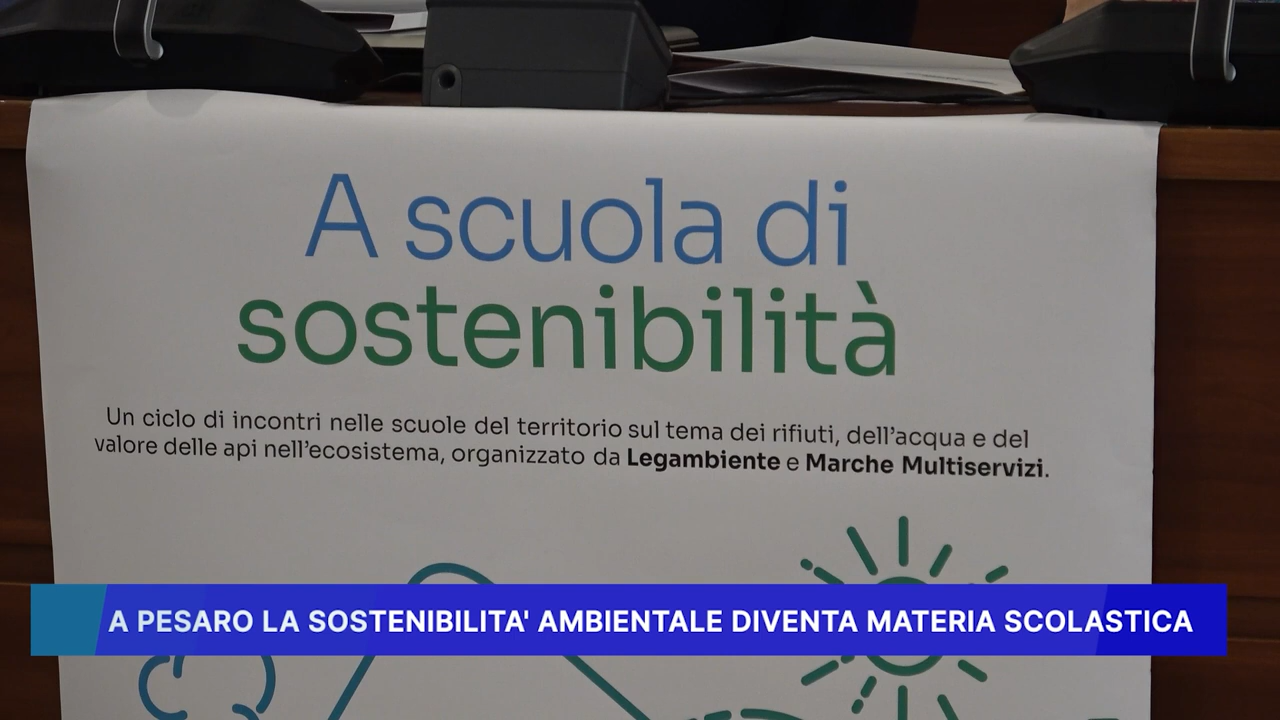 A scuola di
sostenibilità
Un ciclo di incontri nelle scuole del territorio sul tema dei rifiuti, dell'acqua e del
valore delle api nell'ecosistema, organizzato da Legambiente e Marche Multiservizi.
A PESARO LA SOSTENIBILITA' AMBIENTALE DIVENTA MATERIA SCOLASTICA